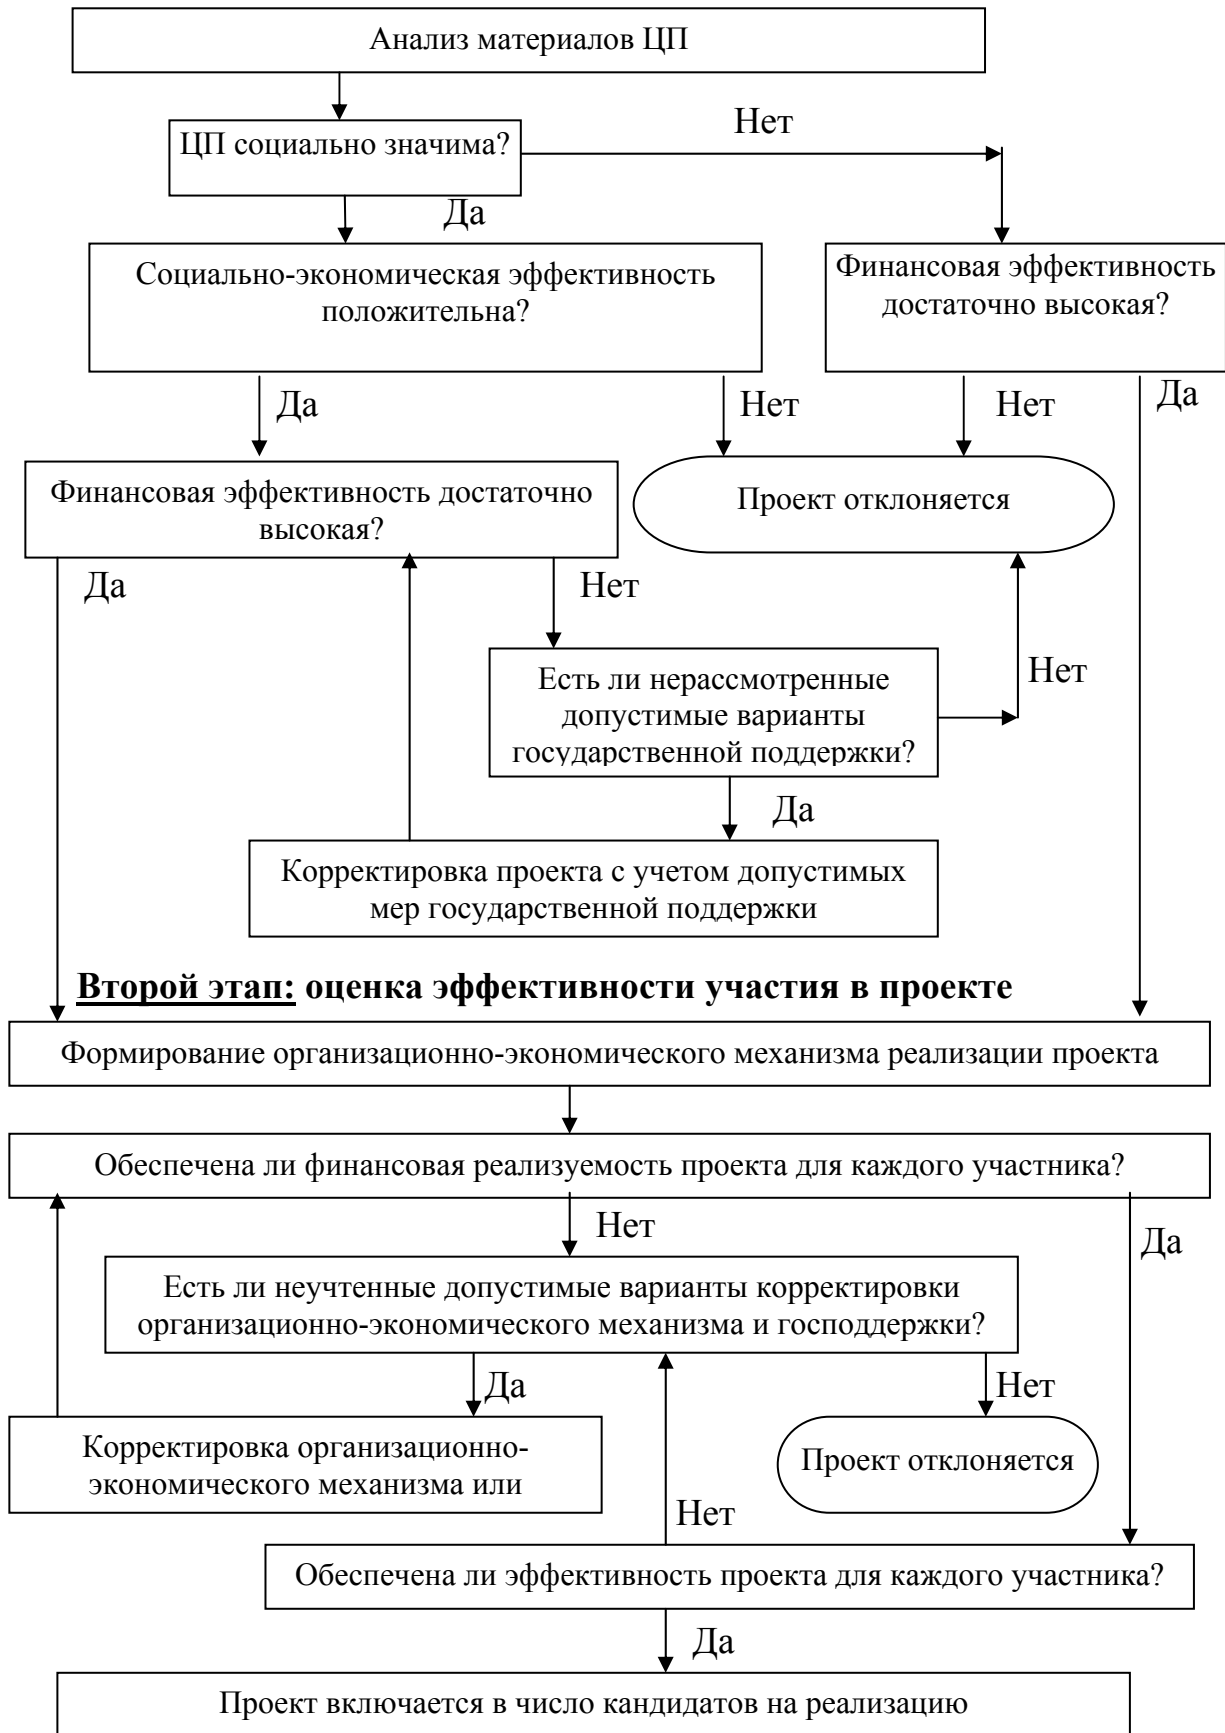 Анализ материалов ЦП
Нет
ЦП социально значима?
Да
Социально-экономическая эффективность
положительна?
Финансовая эффективность
достаточно высокая?
Да
Нет
Нет
Да
Финансовая эффективность достаточно
высокая?
Проект отклоняется
Да
Нет
Есть ли нерассмотренные
допустимые варианты
государственной поддержки?
Нет
Да
Корректировка проекта с учетом допустимых
мер государственной поддержки
Второй этап: оценка эффективности участия в проекте
Формирование организационно-экономического механизма реализации проекта
Обеспечена ли финансовая реализуемость проекта для каждого участника?
Нет
Да
Есть ли неучтенные допустимые варианты корректировки
организационно-экономического механизма и господдержки?
Да
Нет
Корректировка организационно-
экономического механизма или
Проект отклоняется
Нет
Обеспечена ли эффективность проекта для каждого участника?
Да
Проект включается в число кандидатов на реализацию